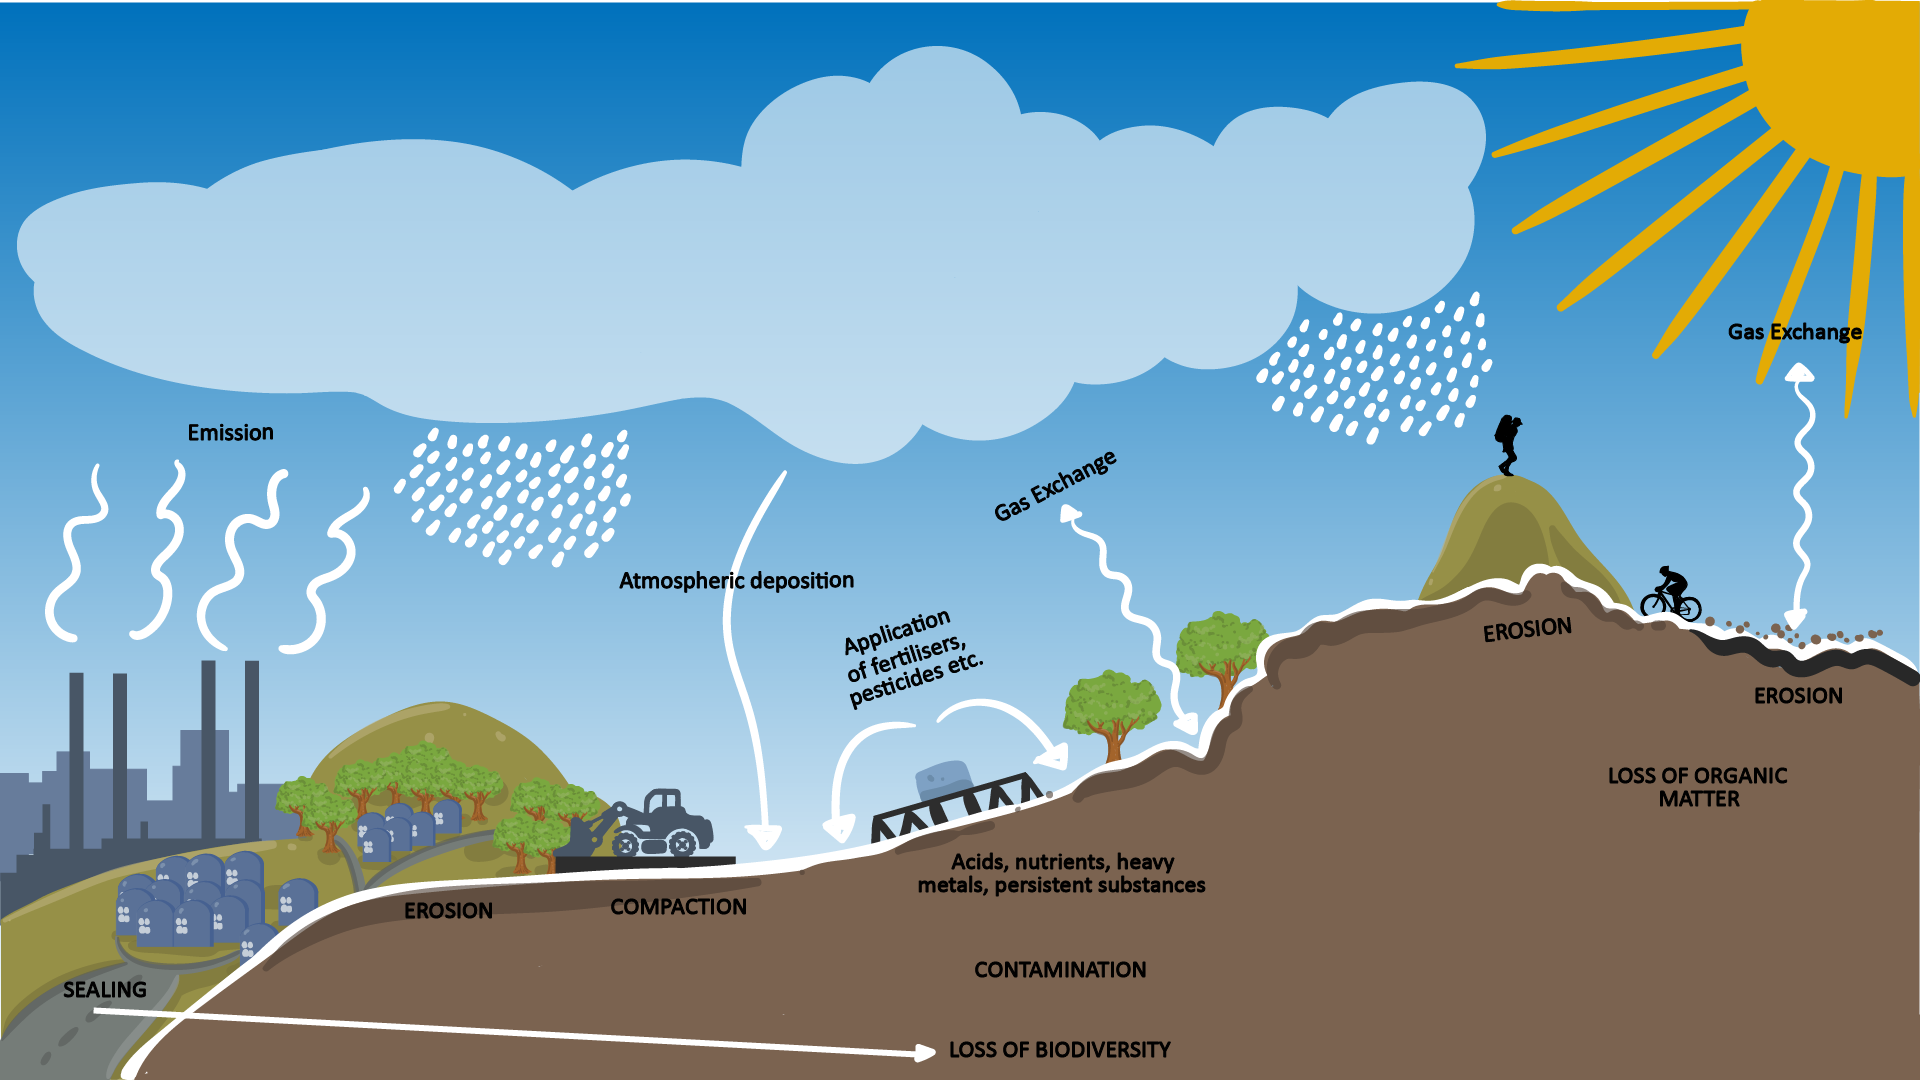 Gas Exchange
Emission
Gas Exchange
Atmospheric deposition
Application
of fertilisers,
pesticides etc.
EROSION
EROSION
LOSS OF ORGANIC
MATTER
Acids, nutrients, heavy
metals, persistent substances
EROSION
COMPACTION
CONTAMINATION
SEALING
LOSS OF BIODIVERSITY